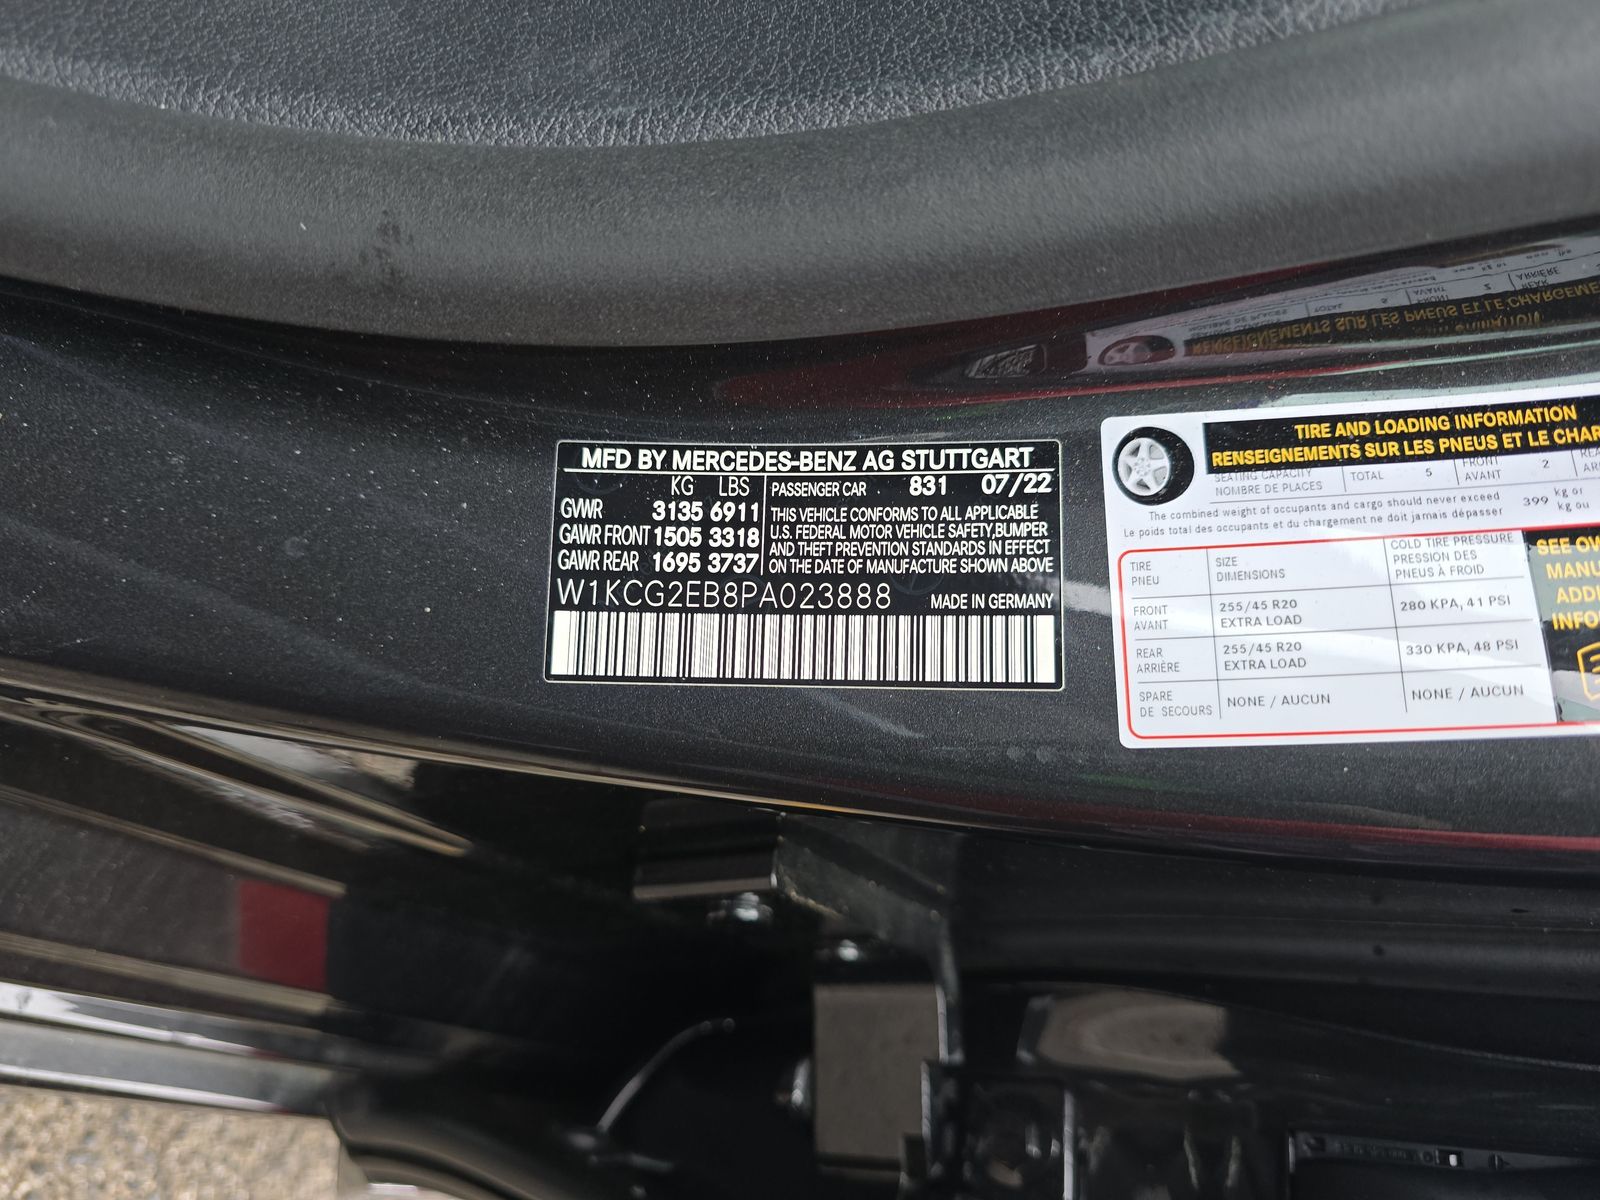 MFD BY MERCEDES-BENZ AG STUTTGART
KG LBS
GVWR 3135 6911
GAWR FRONT 1505 3318
GAWR REAR 1695 3737
PASSENGER CAR 831 07/22
THIS VEHICLE CONFORMS TO ALL APPLICABLE
U.S. FEDERAL MOTOR VEHICLE SAFETY,BUMPER
AND THEFT PREVENTION STANDARDS IN EFFECT
ON THE DATE OF MANUFACTURE SHOWN ABOVE
W1KCG2EB8PA023888 MADE IN GERMANY
TIRE AND LOADING INFORMATION
RENSEIGNEMENTS SUR LES PNEUS ET LE CHAR
SEATING CAPACITY
NOMBRE DE PLACES
TOTAL 5
FRONT
AVANT
2
The combined weight of occupants and cargo should never exceed
Le poids total des occupants et du chargement ne doit jamais dépasser
399 kg or
kg ou
TIRE
PNEU
SIZE
DIMENSIONS
COLD TIRE PRESSURE
PRESSION DES
PNEUS À FROID
FRONT
AVANT
255/45 R20
EXTRA LOAD
280 KPA, 41 PSI
REAR
ARRIÈRE
255/45 R20
EXTRA LOAD
330 KPA, 48 PSI
SPARE
DE SECOURS
NONE / AUCUN
NONE / AUCUN
SEE OW
MANU
ADDI
INFO